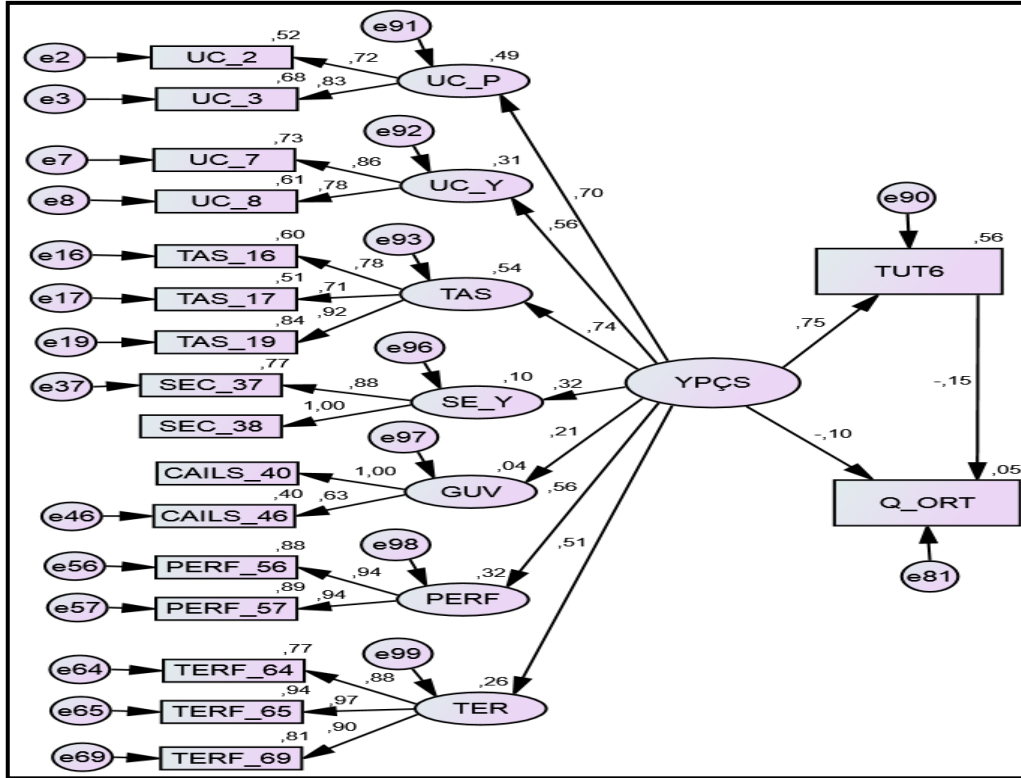 e91
,52
e2
UC_2
,72
,49
UC_P
,68
,83
e3
UC_3
e92
,73
e7
UC_7
,86
,31
UC_Y
,61
,78
e8
UC_8
,70
,56
e90
,60
e93
e16
TAS_16
,78
,54
,56
TUT6
,51
,71
TAS
e17
TAS_17
,84
,92
e19
TAS_19
,74
,75
,77
e96
e37
SEC_37
,88
,10
,32
YPÇS
SE_Y
1,00
SEC_38
-,15
e97
,21
-,10
CAILS_40
1,00
,04
,56
,05
GUV
,40
,63
e46
CAILS_46
Q_ORT
,88
e98
,51
e56
PERF_56
,94
,32
e81
,89
,94
PERF
e57
PERF_57
,77
e99
e64
TERF_64
,88
,26
,94
,97
TER
e65
TERF_65
,81
,90
e69
TERF_69